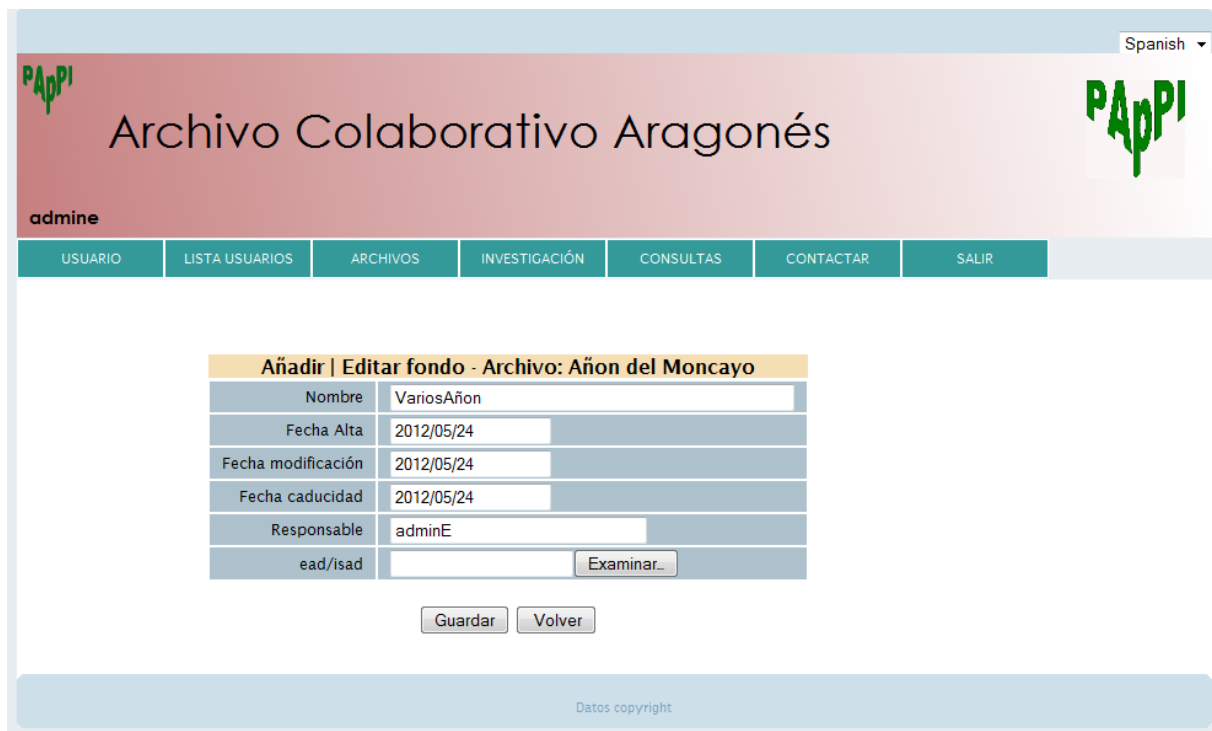 Spanish
PApPI
Archivo Colaborativo Aragonés
PApPI
admine
USUARIO LISTA USUARIOS ARCHIVOS INVESTIGACIÓN CONSULTAS CONTACTAR SALIR
Añadir | Editar fondo - Archivo: Añon del Moncayo
Nombre VariosAñon
Fecha Alta 2012/05/24
Fecha modificación 2012/05/24
Fecha caducidad 2012/05/24
Responsable adminE
ead/isad Examinar...
Guardar Volver
Datos copyright